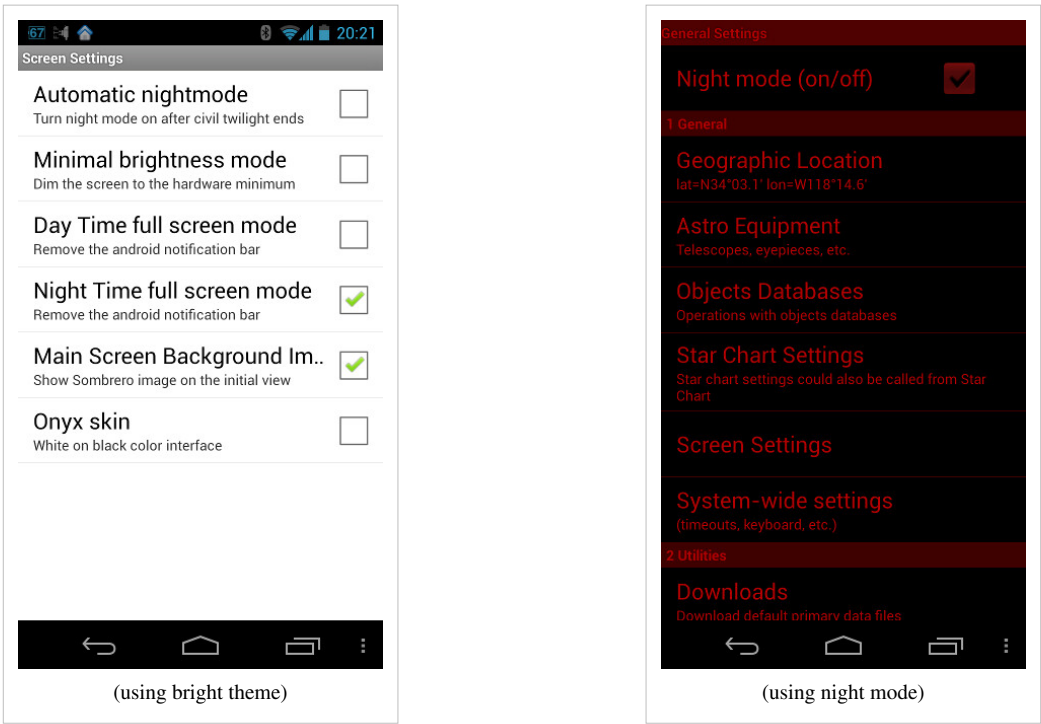 67 20:21
Screen Settings
Automatic nightmode
Turn night mode on after civil twilight ends
Minimal brightness mode
Dim the screen to the hardware minimum
Day Time full screen mode
Remove the android notification bar
Night Time full screen mode
Remove the android notification bar
Main Screen Background Im..
Show Sombrero image on the initial view
Onyx skin
White on black color interface
(using bright theme)
General Settings
Night mode (on/off)
1 General
Geographic Location
lat=N34°03.1' lon=W118°14.6'
Astro Equipment
Telescopes, eyepieces, etc.
Objects Databases
Operations with objects databases
Star Chart Settings
Star chart settings could also be called from Star
Chart
Screen Settings
System-wide settings
(timeouts, keyboard, etc.)
2 Utilities
Downloads
Download default primary data files
(using night mode)